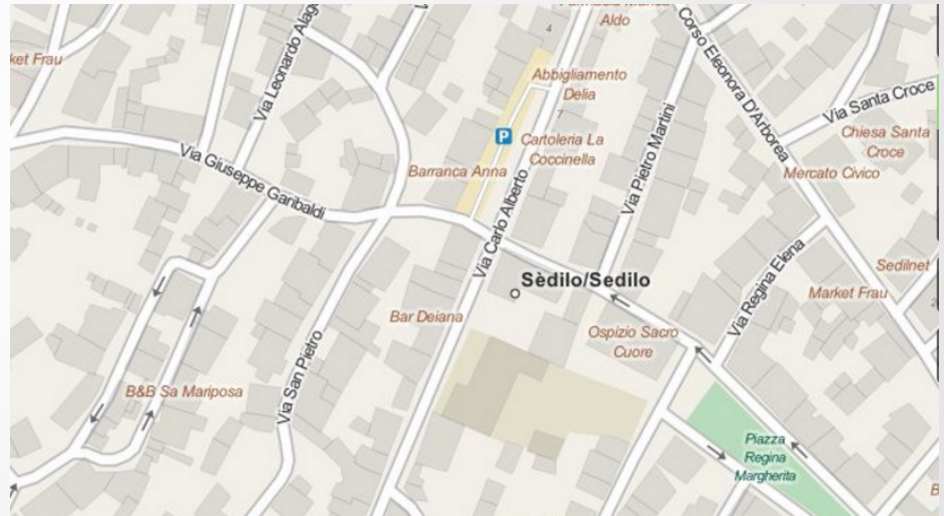 Aldo
4
ket Frau
Via Leonardo Alag
Abbigliamento
Delia
7
P
Cartoleria La
Coccinella
Barranca Anna
Via Carlo Alberto
Via Pietro Martini
Corso Eleonora D'Arborea
Via Santa Croce
Chiesa Santa
Croce
Mercato Civico
Via Giuseppe Garibaldi
Sèdilo/Sedilo
Via Regina Elena
Sedilnet
Market Frau
Bar Deiana
Ospizio Sacro
Cuore
Via San Pietro
B&B Sa Mariposa
Piazza
Regina
Margherita
B